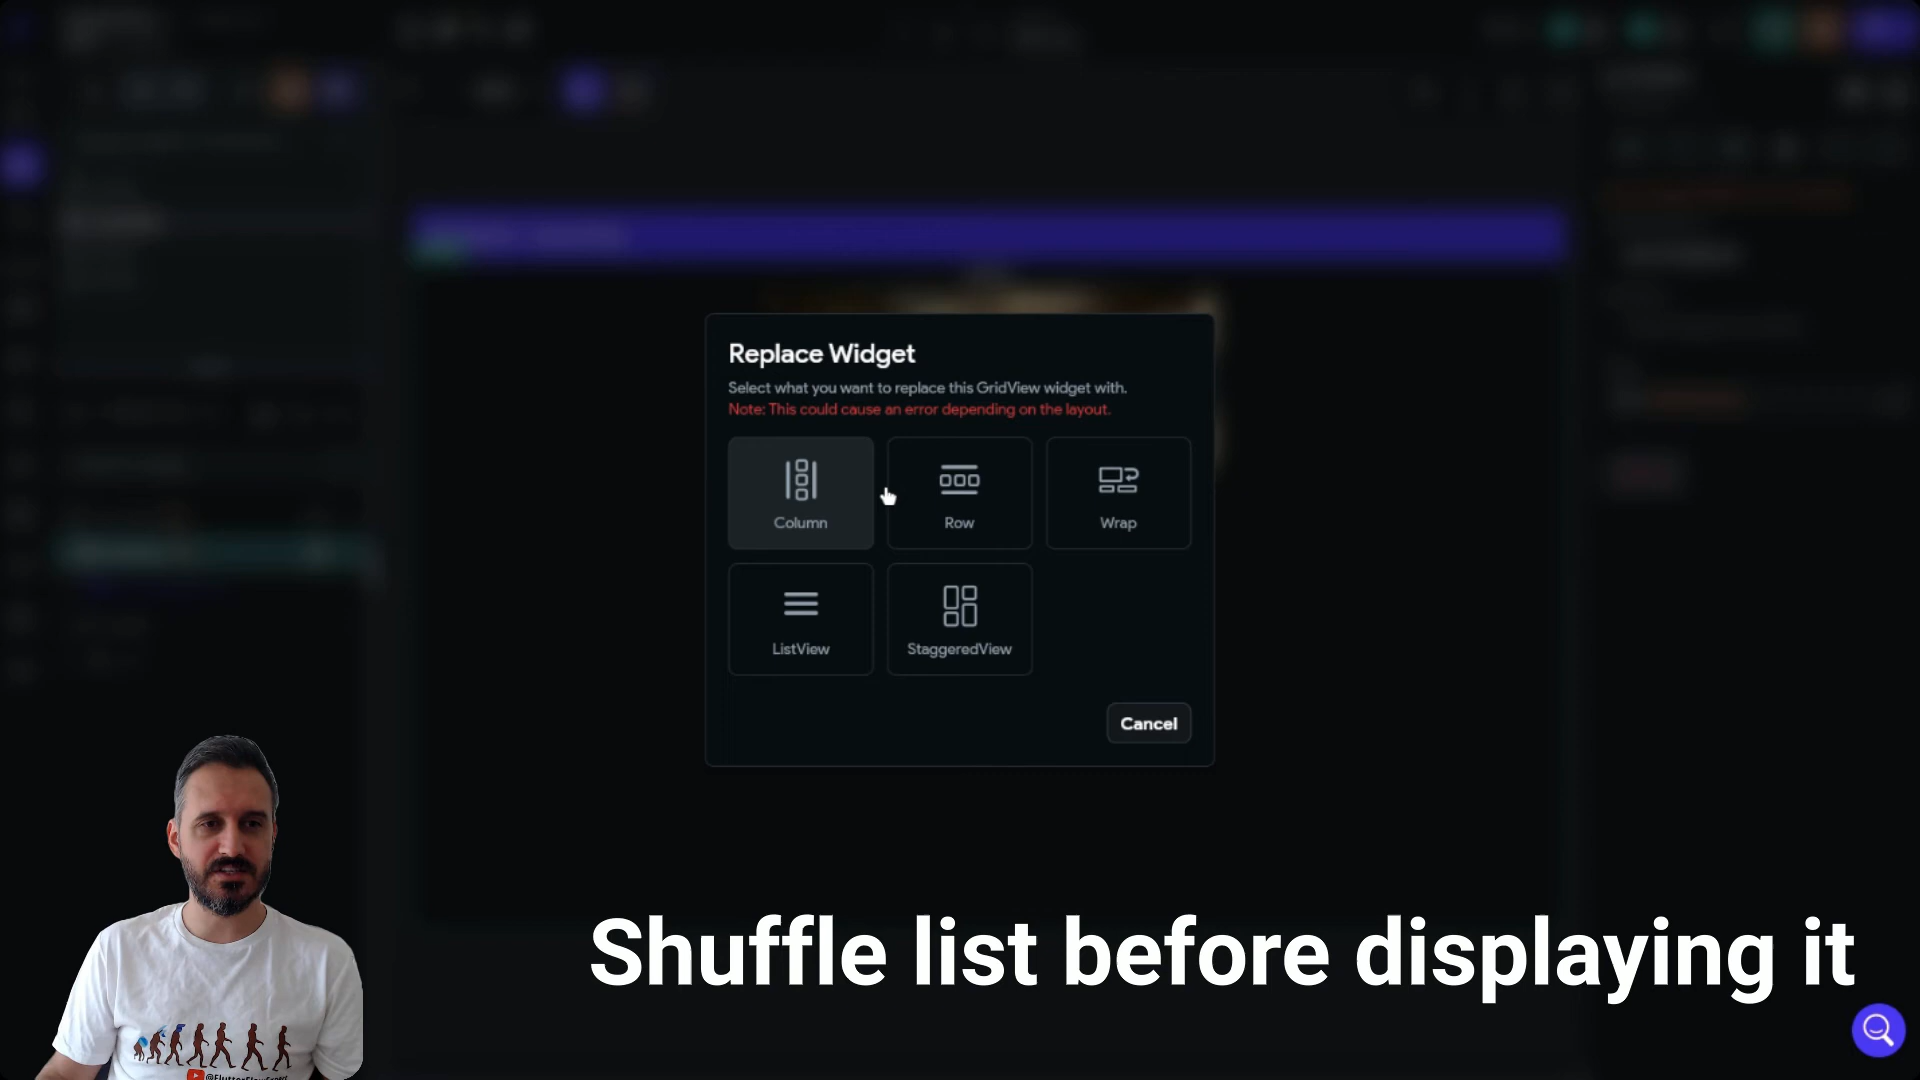 Replace Widget
Select what you want to replace this GridView widget with.
Note: This could cause an error depending on the layout.
Column
Row
Wrap
ListView
StaggeredView
Cancel
Shuffle list before displaying it